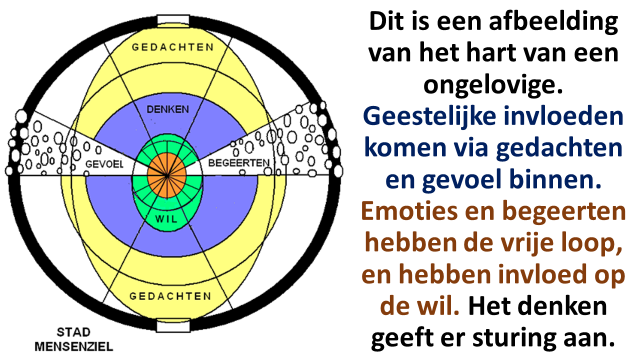 GEDACHTEN
DENKEN
GEVOEL
BEGEERTEN
WIL
GEDACHTEN
STAD
MENSENZIEL
Dit is een afbeelding
van het hart van een
ongelovige.
Geestelijke invloeden
komen via gedachten
en gevoel binnen.
Emoties en begeerten
hebben de vrije loop,
en hebben invloed op
de wil. Het denken
geeft er sturing aan.